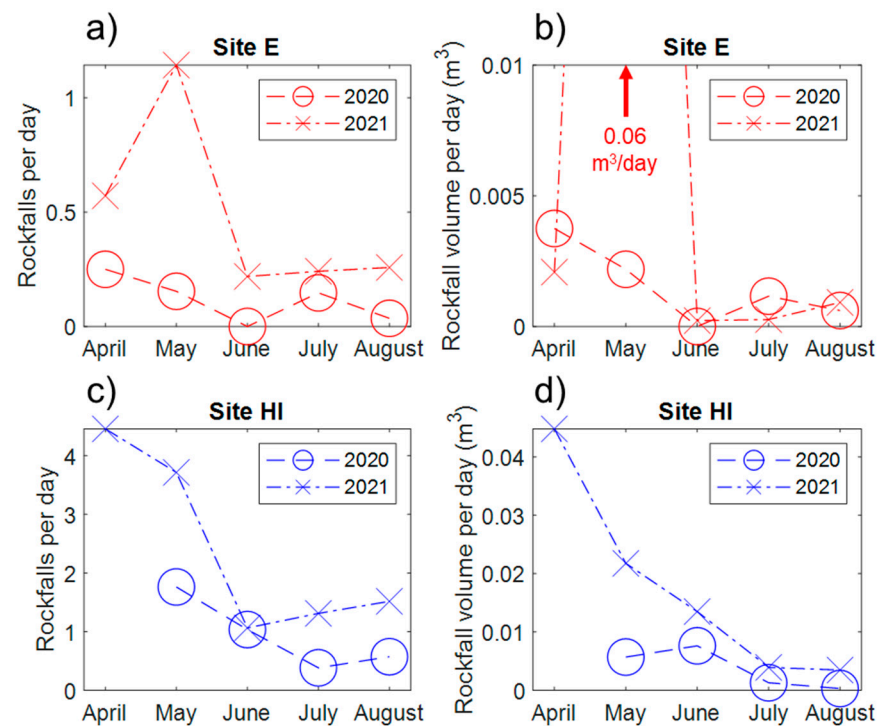 a)
Site E
Rockfalls per day
1
0.5
0
2020
2021
April May June July August
b)
Site E
Rockfall volume per day (m³)
0.01
0.005
0
2020
2021
0.06
m³/day
April May June July August
c)
Site HI
Rockfalls per day
4
3
2
1
0
2020
2021
April May June July August
d)
Site HI
Rockfall volume per day (m³)
0.04
0.03
0.02
0.01
0
2020
2021
April May June July August